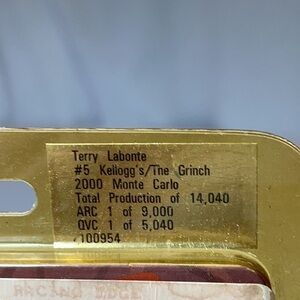 Terry Labonte
#5 Kellogg's/The Grinch
2000 Monte Carlo
Total Production of 14,040
ARC 1 of 9,000
QVC 1 of 5,040
100954